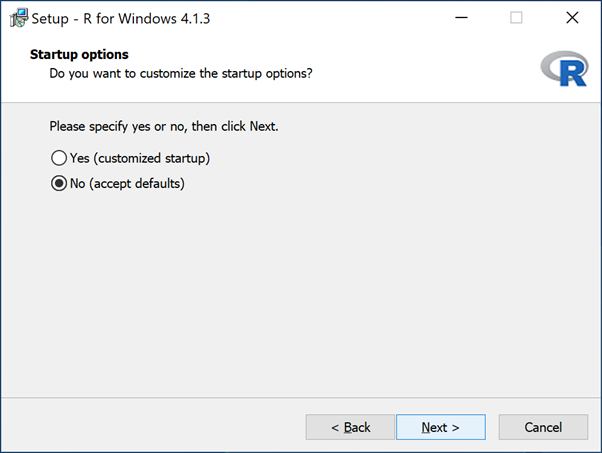 Setup - R for Windows 4.1.3
Startup options
Do you want to customize the startup options?
R
Please specify yes or no, then click Next.
Yes (customized startup)
No (accept defaults)
< Back
Next >
Cancel